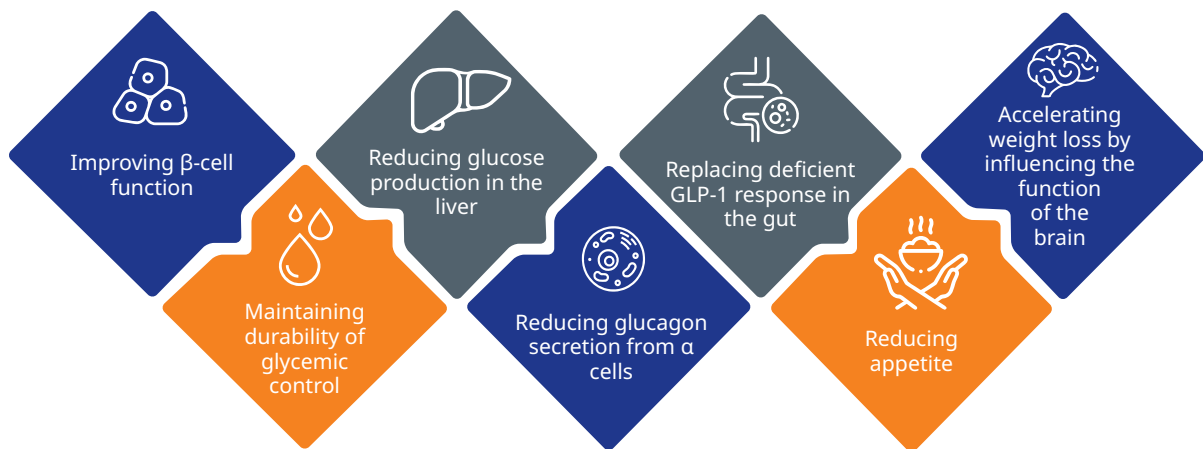 Improving β-cell
function
Maintaining
durability of
glycemic
control
Reducing glucose
production in the
liver
Reducing glucagon
secretion from α
cells
Replacing deficient
GLP-1 response in
the gut
Reducing
appetite
Accelerating
weight loss by
influencing the
function
of the
brain